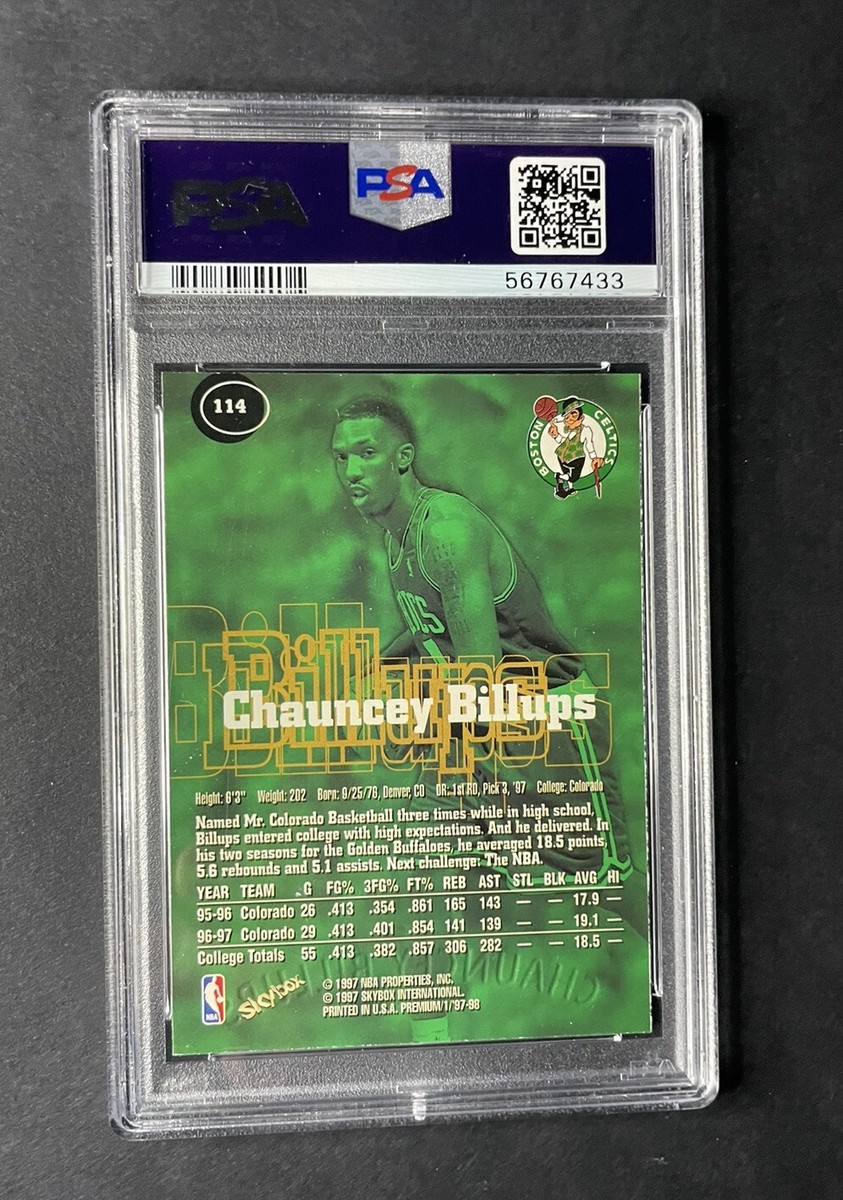 PSA
PSA
56767433
114
BOSTON CELTICS
CTICS
Billups
Billups
Chauncey Billups
Height: 6'3" Weight: 202 Born: 9/25/76, Denver, CO DR: 1st RD, Pick 3, '97 College: Colorado
Named Mr. Colorado Basketball three times while in high school,
Billups entered college with high expectations. And he delivered. In
his two seasons for the Golden Buffaloes, he averaged 18.5 points,
5.6 rebounds and 5.1 assists. Next challenge: The NBA.
YEAR TEAM G FG% 3FG% FT% REB AST STL BLK AVG HI
95-96 Colorado 26 .413 .354 .861 165 143 — — 17.9 —
96-97 Colorado 29 .413 .401 .854 141 139 — — 19.1 —
College Totals 55 .413 .382 .857 306 282 — — 18.5 —
CHAUNCEY BILLUPS
NBA
SkyBox
© 1997 NBA PROPERTIES, INC.
© 1997 SKYBOX INTERNATIONAL.
PRINTED IN U.S.A. PREMIUM/1/'97-98